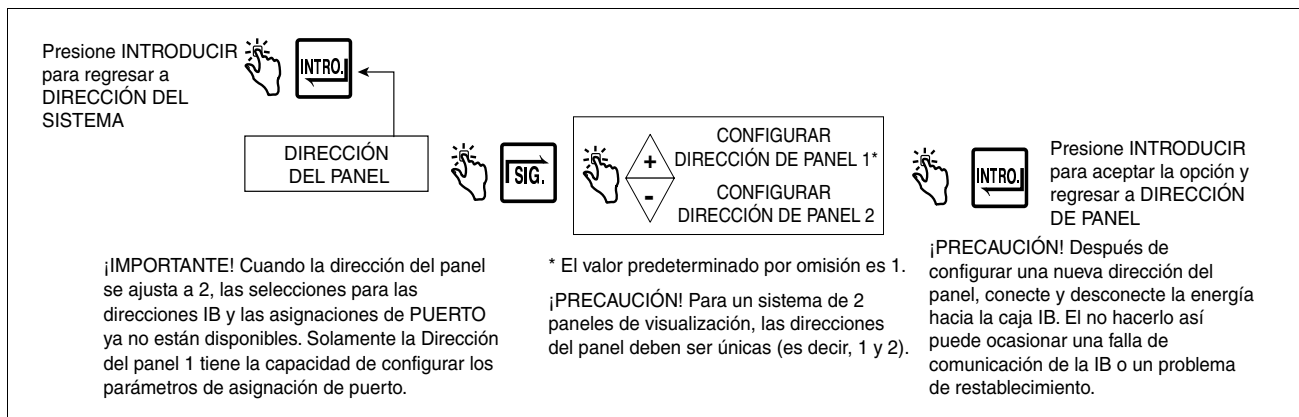 Presione INTRODUCIR
para regresar a
DIRECCIÓN DEL
SISTEMA
INTRO.
DIRECCIÓN
DEL PANEL
SIG.
+
-
CONFIGURAR
DIRECCIÓN DE PANEL 1*
CONFIGURAR
DIRECCIÓN DE PANEL 2
INTRO.
Presione INTRODUCIR
para aceptar la opción y
regresar a DIRECCIÓN
DE PANEL
¡IMPORTANTE! Cuando la dirección del panel
se ajusta a 2, las selecciones para las
direcciones IB y las asignaciones de PUERTO
ya no están disponibles. Solamente la Dirección
del panel 1 tiene la capacidad de configurar los
parámetros de asignación de puerto.
* El valor predeterminado por omisión es 1.
¡PRECAUCIÓN! Para un sistema de 2
paneles de visualización, las direcciones
del panel deben ser únicas (es decir, 1 y 2).
¡PRECAUCIÓN! Después de
configurar una nueva dirección del
panel, conecte y desconecte la energía
hacia la caja IB. El no hacerlo así
puede ocasionar una falla de
comunicación de la IB o un problema
de restablecimiento.